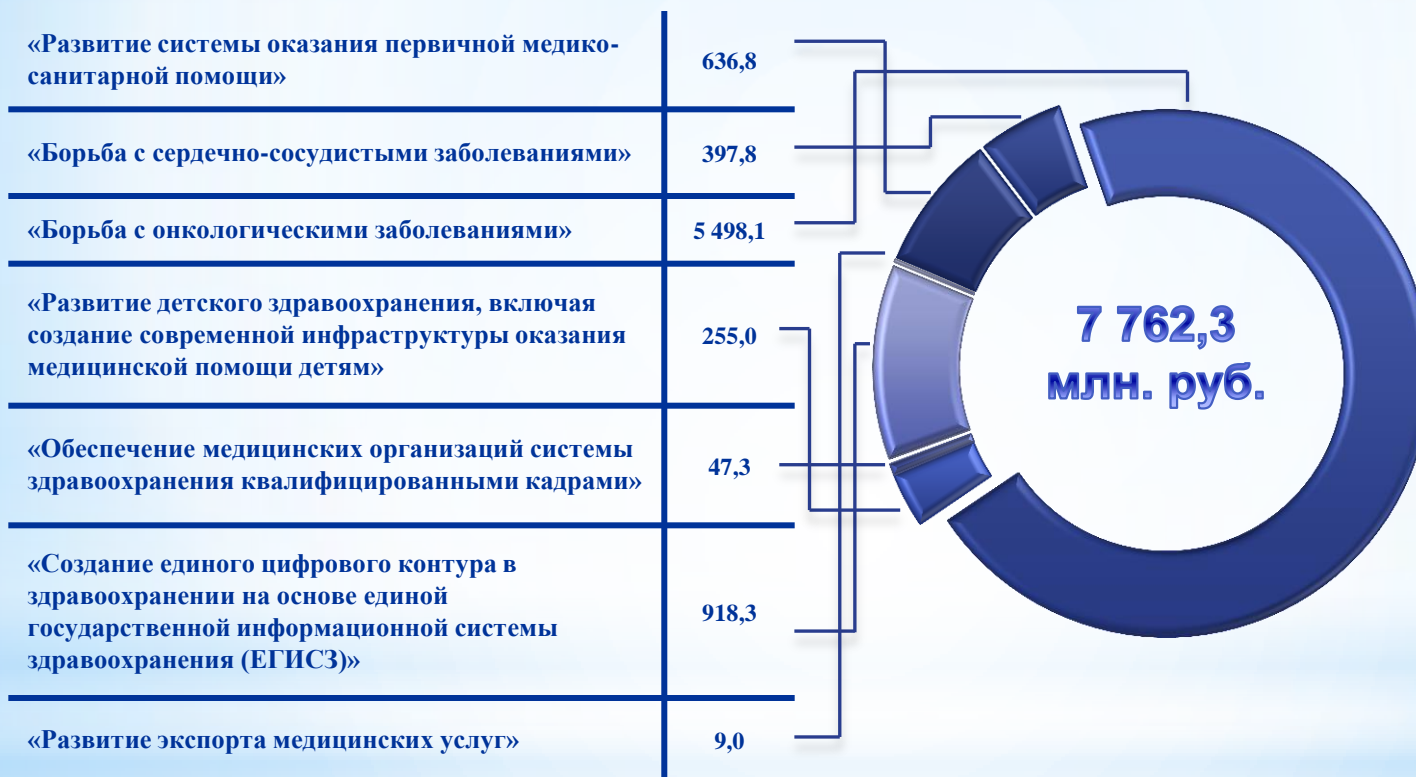 «Развитие системы оказания первичной медико-
санитарной помощи»
636,8
«Борьба с сердечно-сосудистыми заболеваниями»
397,8
«Борьба с онкологическими заболеваниями»
5 498,1
«Развитие детского здравоохранения, включая
создание современной инфраструктуры оказания
медицинской помощи детям»
255,0
«Обеспечение медицинских организаций системы
здравоохранения квалифицированными кадрами»
47,3
«Создание единого цифрового контура в
здравоохранении на основе единой
государственной информационной системы
здравоохранения (ЕГИСЗ)»
918,3
«Развитие экспорта медицинских услуг»
9,0
7 762,3
млн. руб.